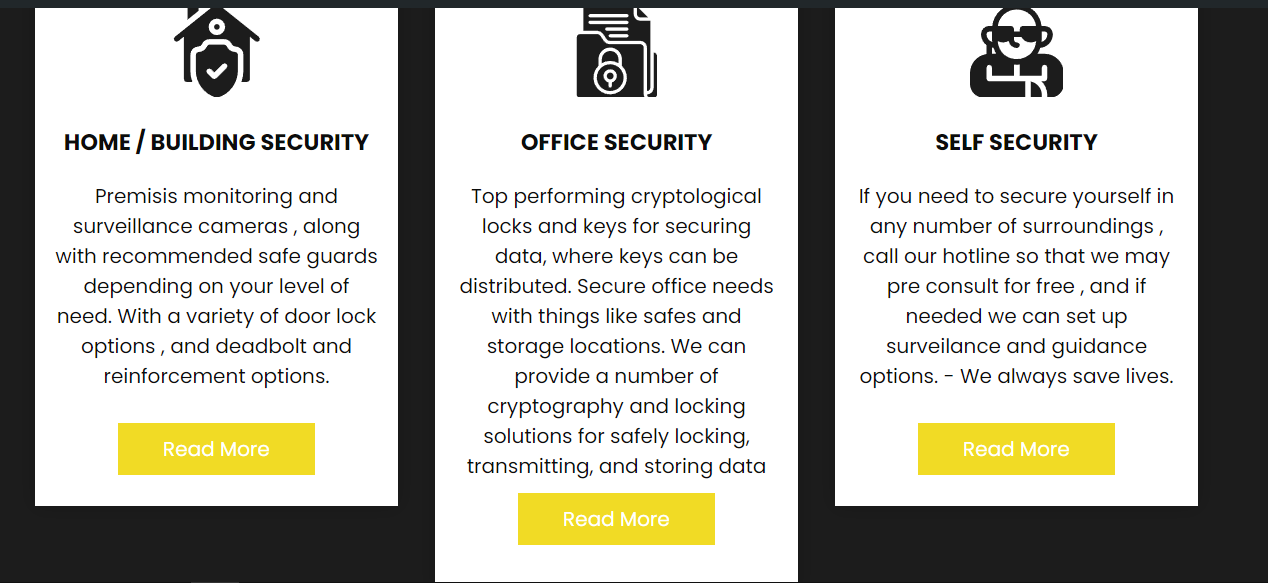 HOME / BUILDING SECURITY
Premisis monitoring and
surveillance cameras , along
with recommended safe guards
depending on your level of
need. With a variety of door lock
options , and deadbolt and
reinforcement options.
Read More
OFFICE SECURITY
Top performing cryptological
locks and keys for securing
data, where keys can be
distributed. Secure office needs
with things like safes and
storage locations. We can
provide a number of
cryptography and locking
solutions for safely locking,
transmitting, and storing data
Read More
SELF SECURITY
If you need to secure yourself in
any number of surroundings ,
call our hotline so that we may
pre consult for free , and if
needed we can set up
surveilance and guidance
options. - We always save lives.
Read More